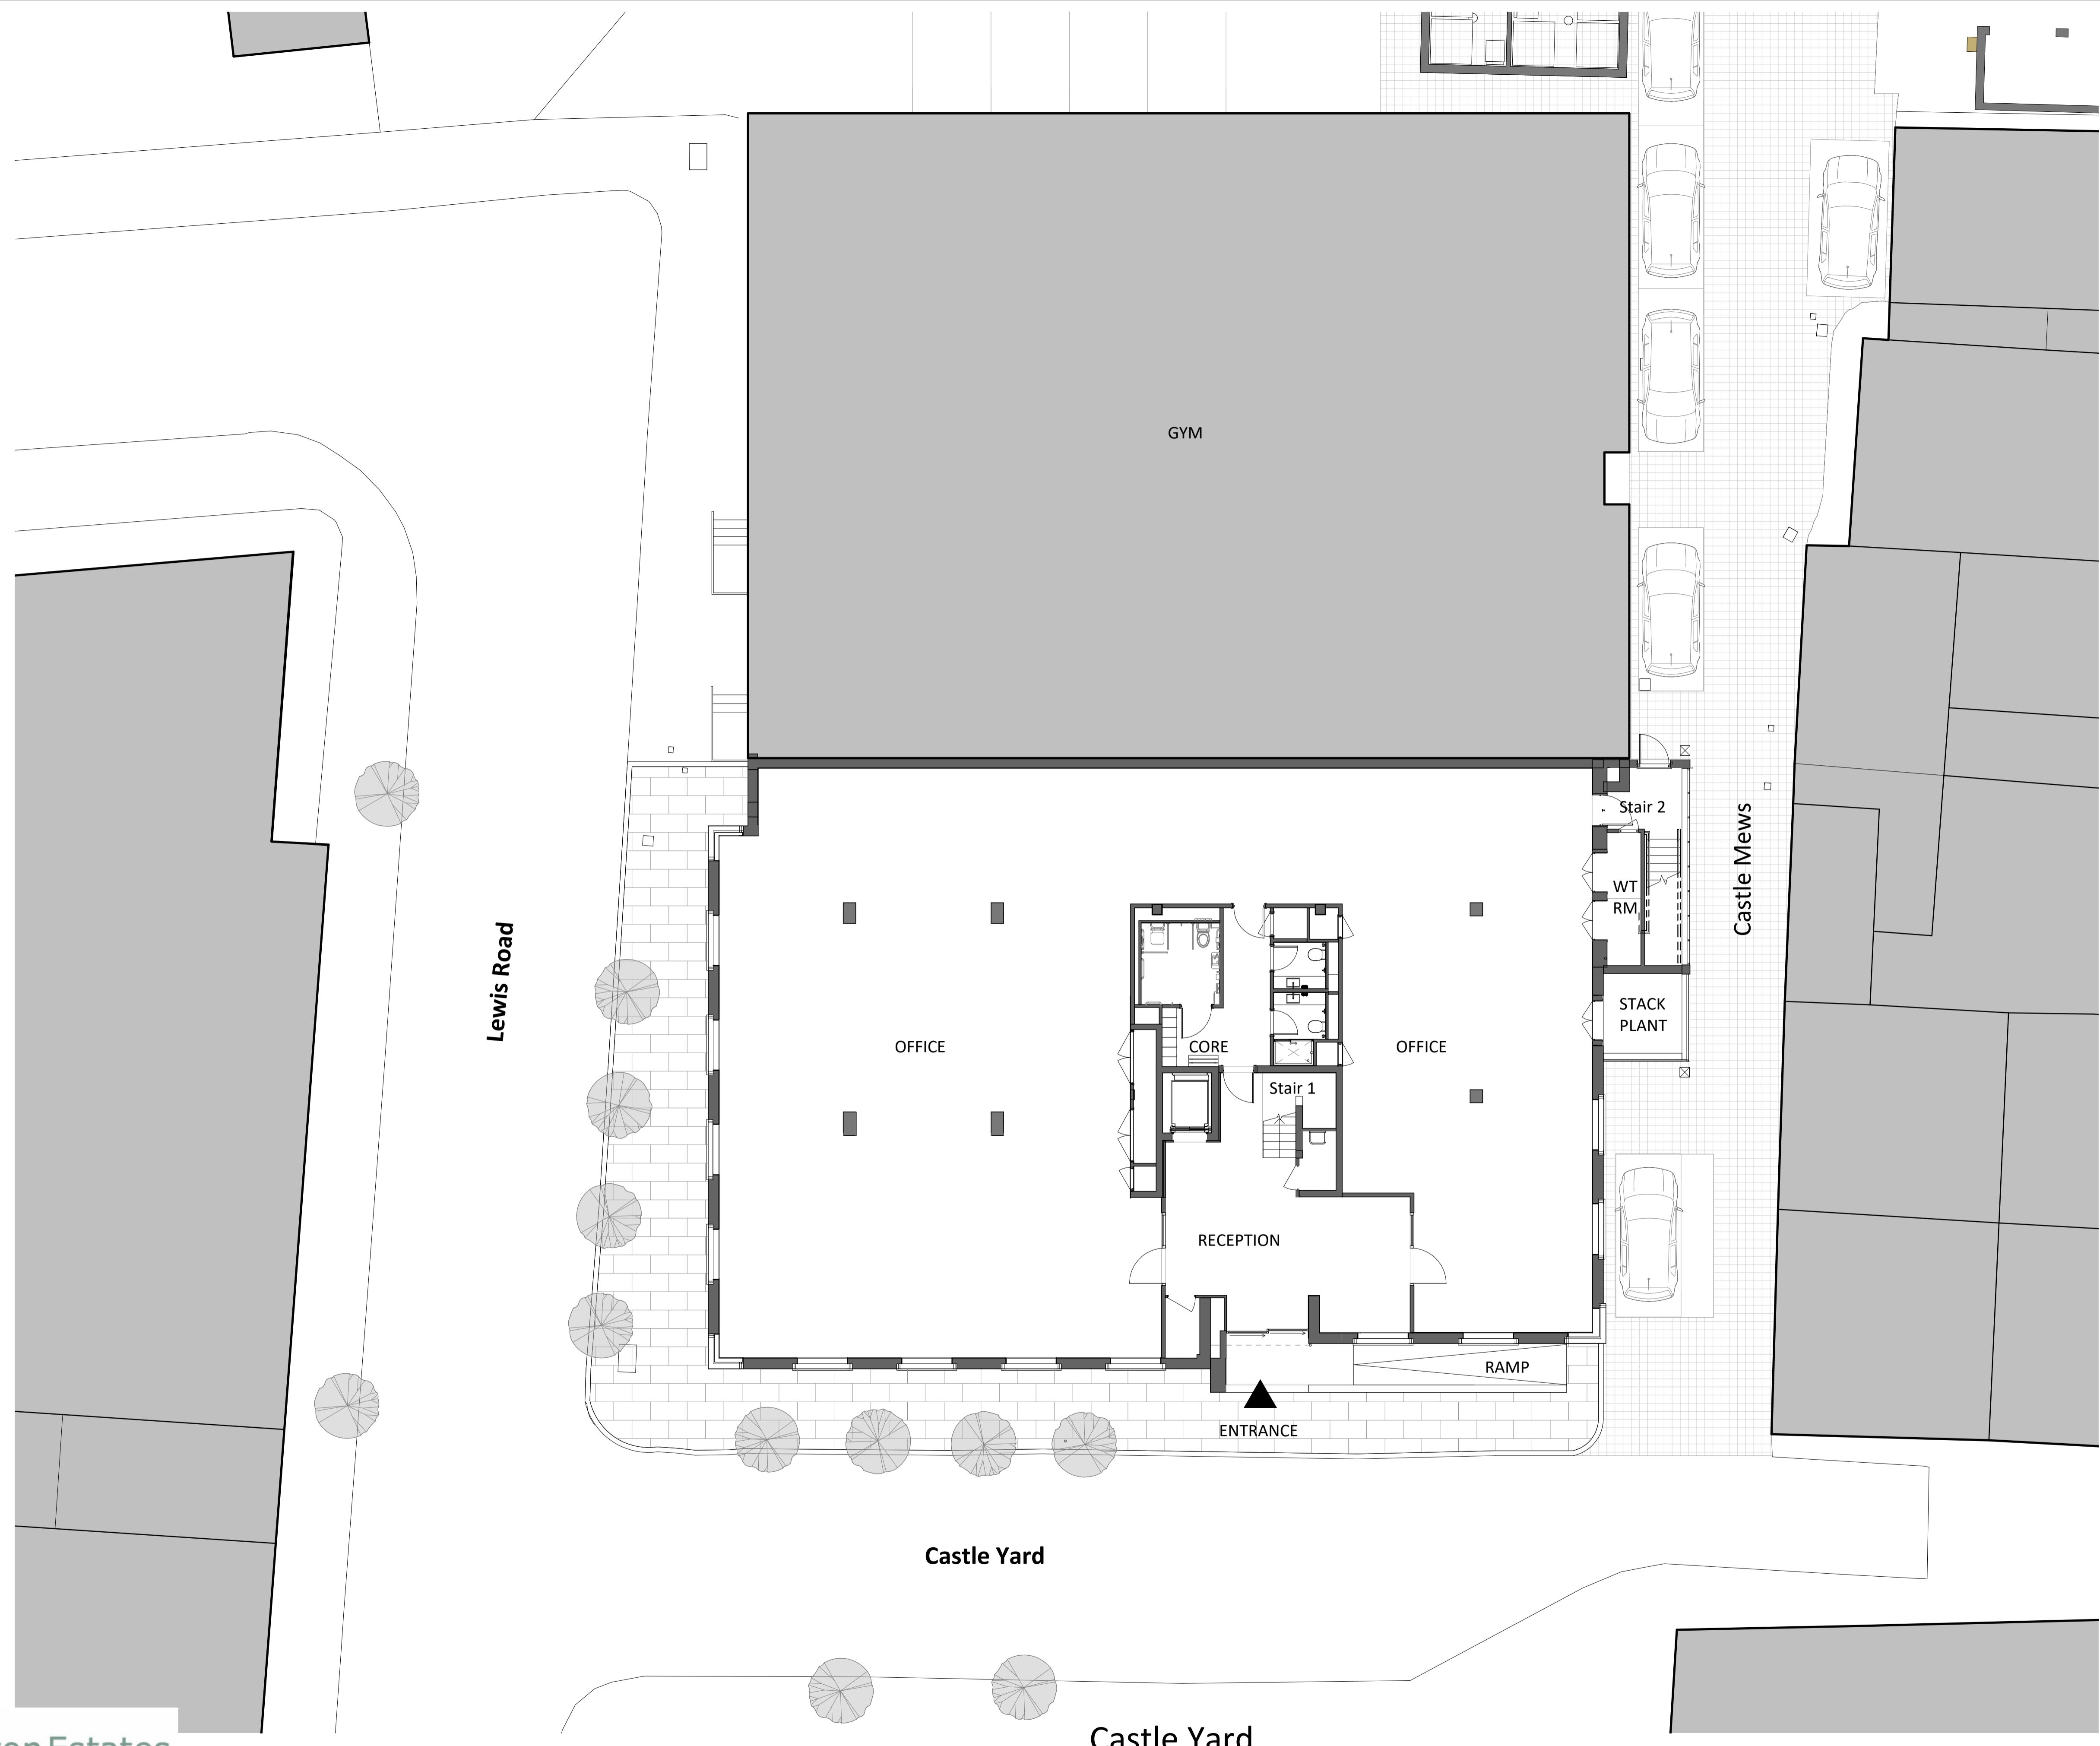 GYM
Stair 2
WT
RM
Castle Mews
Lewis Road
STACK
PLANT
OFFICE
CORE
OFFICE
Stair 1
RECEPTION
RAMP
ENTRANCE
Castle Yard
Castle Yard
Estates